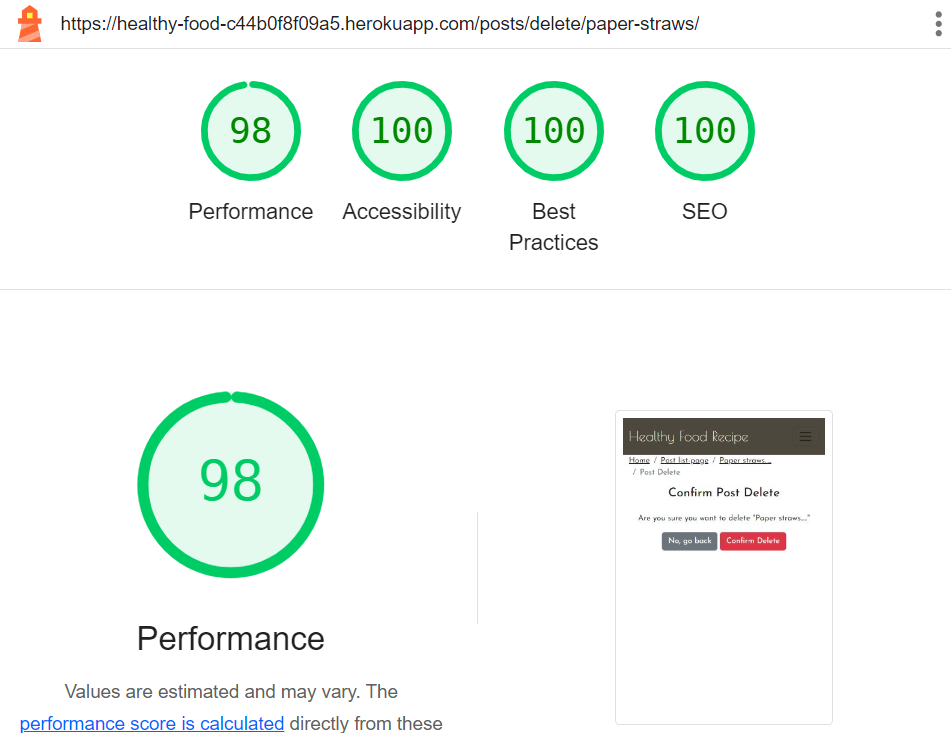 https://healthy-food-c44b0f8f09a5.herokuapp.com/posts/delete/paper-straws/
98 100 100 100
Performance Accessibility Best Practices SEO
98
Performance
Values are estimated and may vary. The
performance score is calculated directly from these
Healthy Food Recipe
Home / Post list page / Paper straws....
/ Post Delete
Confirm Post Delete
Are you sure you want to delete "Paper straws...."
No, go back Confirm Delete